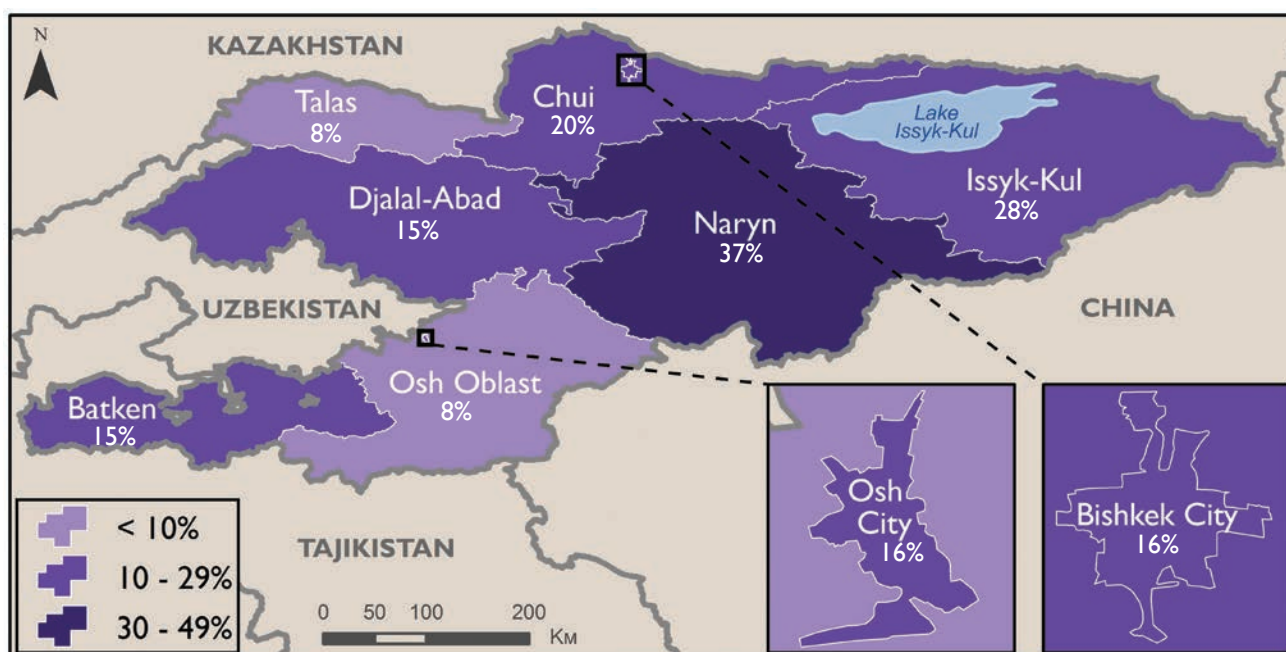 N
KAZAKHSTAN
Talas
8%
Chui
20%
Lake
Issyk-Kul
Issyk-Kul
28%
Djalal-Abad
15%
Naryn
37%
UZBEKISTAN
CHINA
Osh Oblast
8%
Batken
15%
Osh
City
16%
Bishkek City
16%
TAJIKISTAN
< 10%
10 - 29%
30 - 49%
0 50 100 200
KM